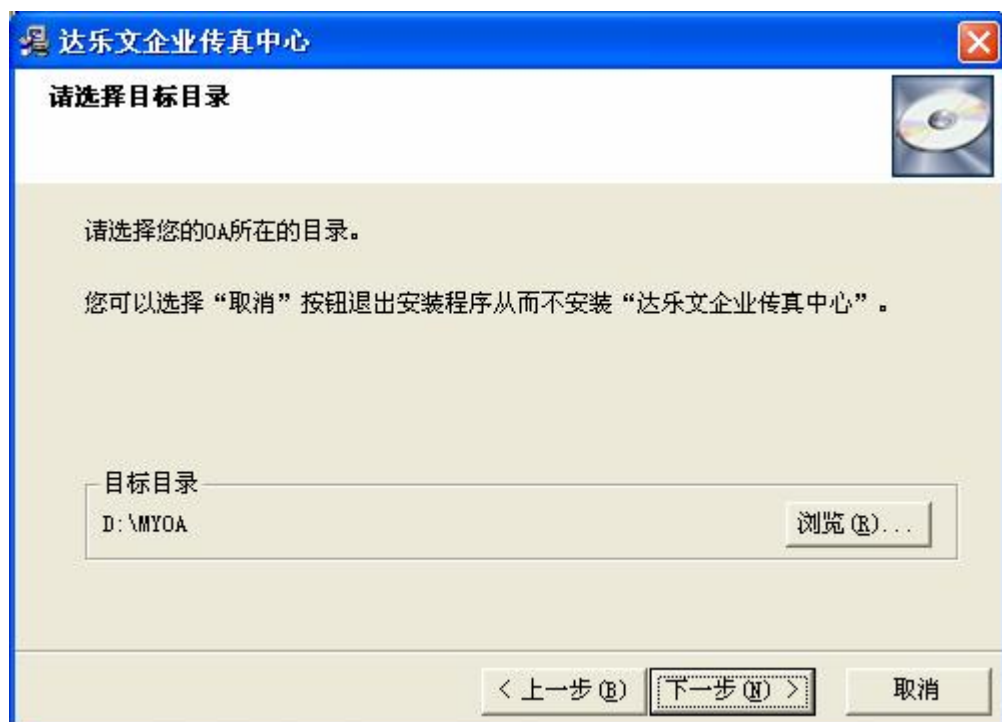 达乐文企业传真中心
请选择目标目录
请选择您的OA所在的目录。
您可以选择“取消”按钮退出安装程序从而不安装“达乐文企业传真中心”。
目标目录
D:\MYOA
浏览(R)...
< 上一步(B)
下一步(N) >
取消